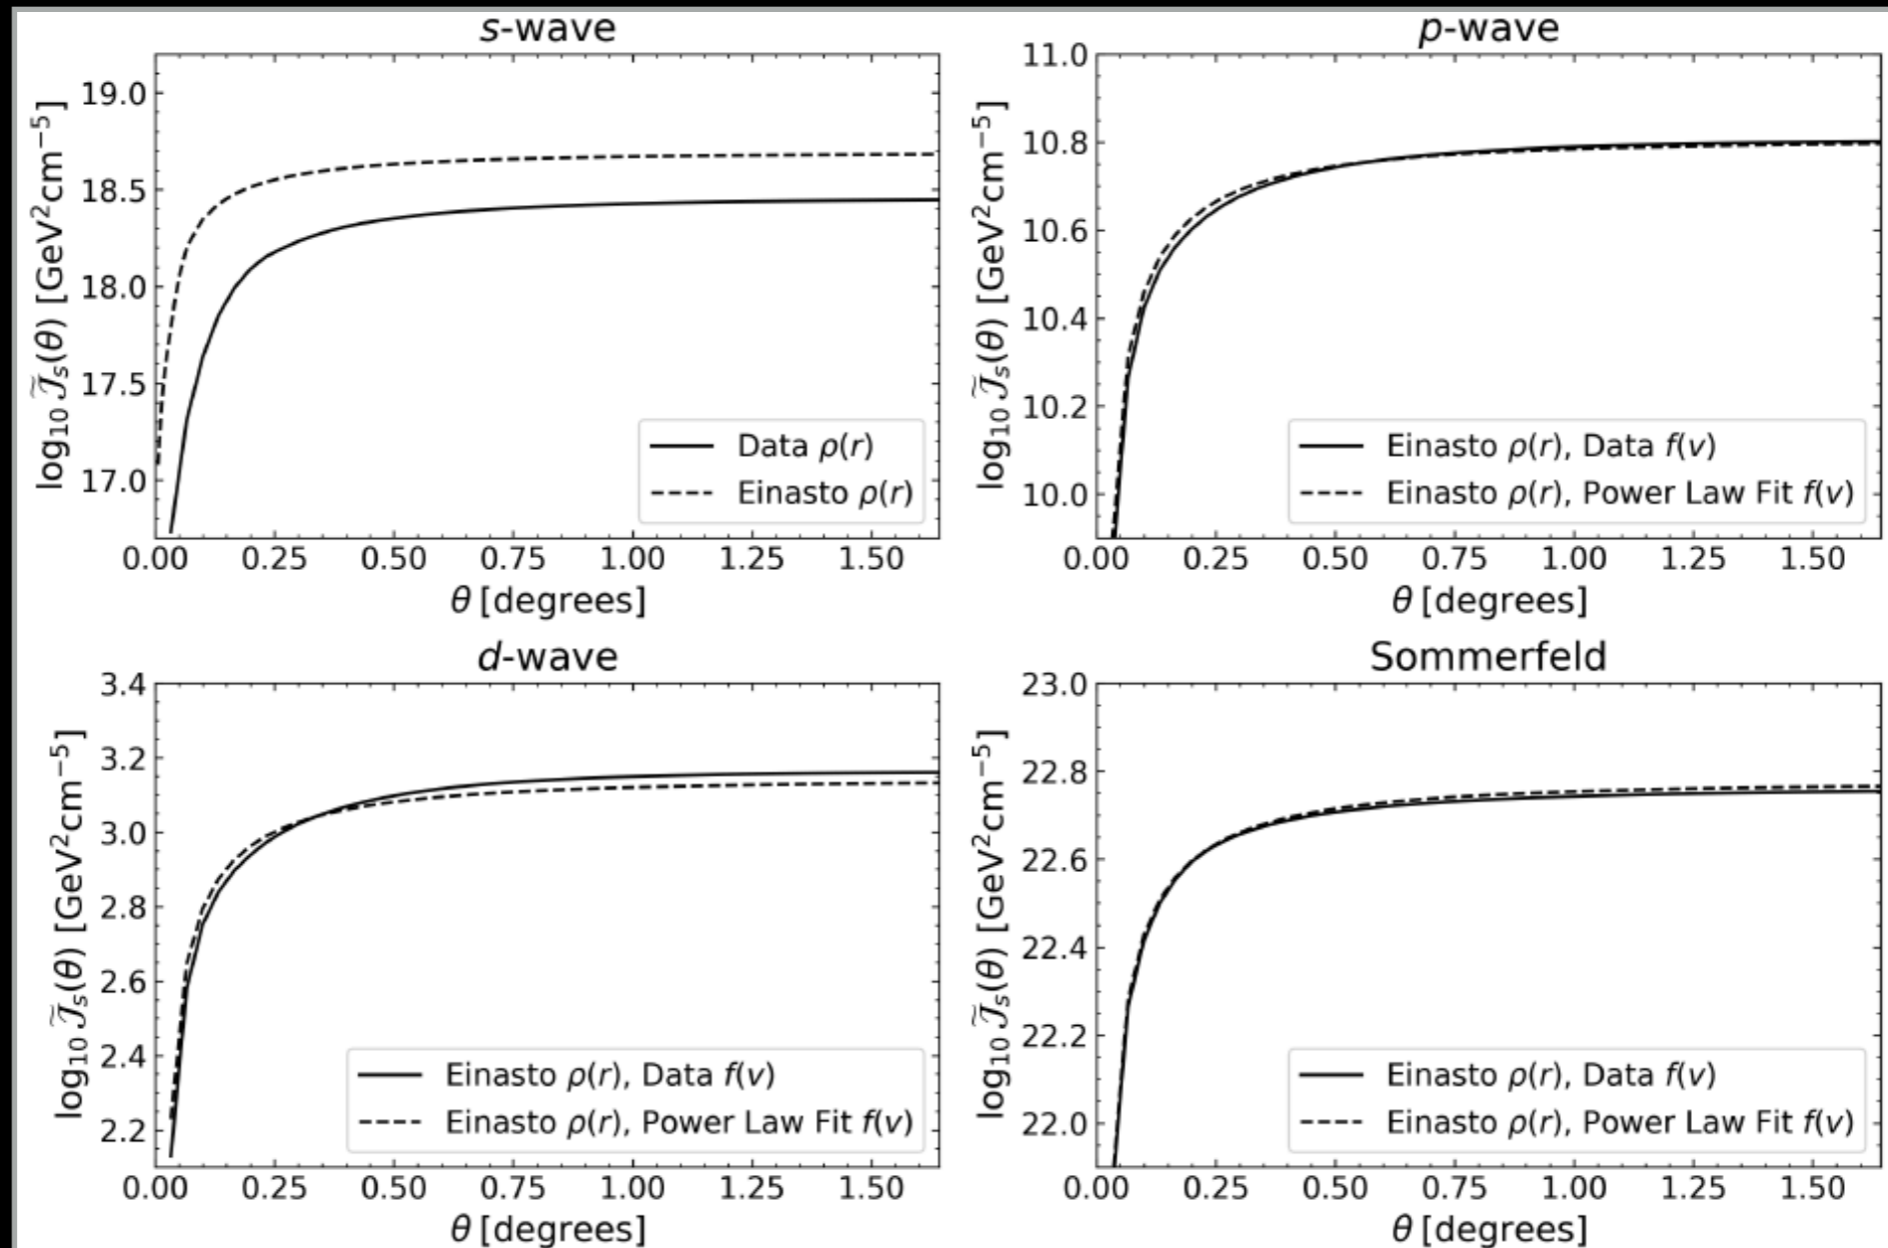 s-wave
19.0
18.5
18.0
17.5
17.0
log₁₀ J̃ₛ(θ) [GeV²cm⁻⁵]
Data ρ(r)
Einasto ρ(r)
0.00 0.25 0.50 0.75 1.00 1.25 1.50
θ [degrees]
p-wave
11.0
10.8
10.6
10.4
10.2
10.0
log₁₀ J̃ₛ(θ) [GeV²cm⁻⁵]
Einasto ρ(r), Data f(v)
Einasto ρ(r), Power Law Fit f(v)
0.00 0.25 0.50 0.75 1.00 1.25 1.50
θ [degrees]
d-wave
3.4
3.2
3.0
2.8
2.6
2.4
2.2
log₁₀ J̃ₛ(θ) [GeV²cm⁻⁵]
Einasto ρ(r), Data f(v)
Einasto ρ(r), Power Law Fit f(v)
0.00 0.25 0.50 0.75 1.00 1.25 1.50
θ [degrees]
Sommerfeld
23.0
22.8
22.6
22.4
22.2
22.0
log₁₀ J̃ₛ(θ) [GeV²cm⁻⁵]
Einasto ρ(r), Data f(v)
Einasto ρ(r), Power Law Fit f(v)
0.00 0.25 0.50 0.75 1.00 1.25 1.50
θ [degrees]